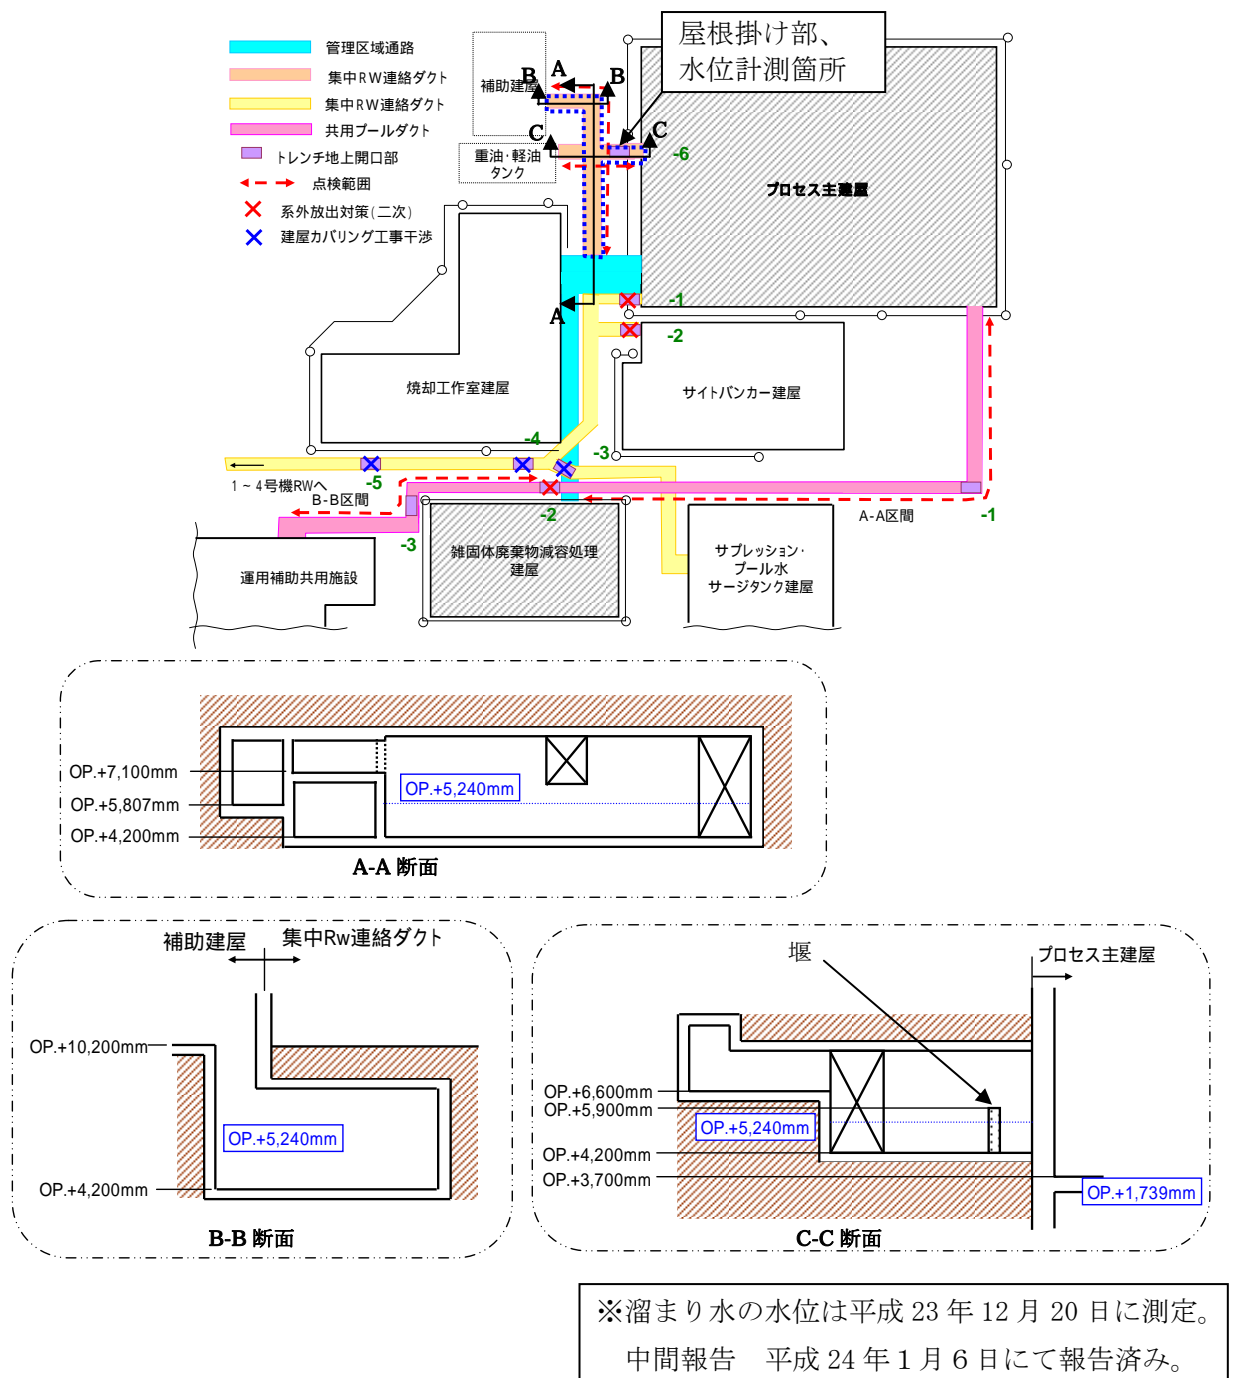 屋根掛け部、
水位計測箇所
管理区域通路
集中RW連絡ダクト
集中RW連絡ダクト
共用プールダクト
トレンチ地上開口部
点検範囲
系外放出対策(二次)
建屋カバリング工事干渉
補助建屋
B
A
B
C
C
-6
重油・軽油
タンク
プロセス主建屋
-1
A
-2
焼却工作室建屋
サイトバンカー建屋
-4
-3
1～4号機RWへ
-5
B-B区間
-2
A-A区間
-1
-3
雑固体廃棄物減容処理
建屋
サプレッション・
プール水
サージタンク建屋
運用補助共用施設
OP.+7,100mm
OP.+5,240mm
OP.+5,807mm
OP.+4,200mm
A-A 断面
補助建屋
集中Rw連絡ダクト
OP.+10,200mm
OP.+5,240mm
OP.+4,200mm
B-B 断面
堰
プロセス主建屋
OP.+6,600mm
OP.+5,900mm
OP.+5,240mm
OP.+4,200mm
OP.+3,700mm
OP.+1,739mm
C-C 断面
※溜まり水の水位は平成 23 年 12 月 20 日に測定。
中間報告　平成 24 年 1 月 6 日にて報告済み。